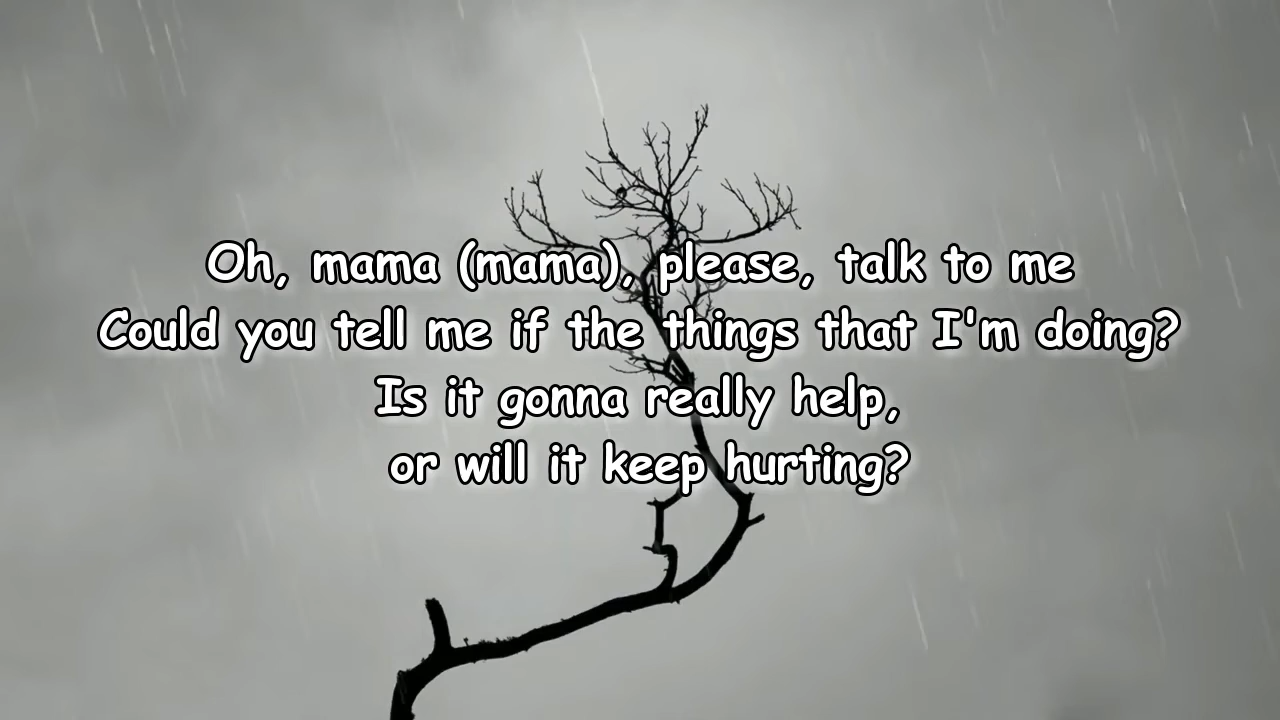 Oh, mama (mama), please, talk to me
Could you tell me if the things that I'm doing?
Is it gonna really help,
or will it keep hurting?